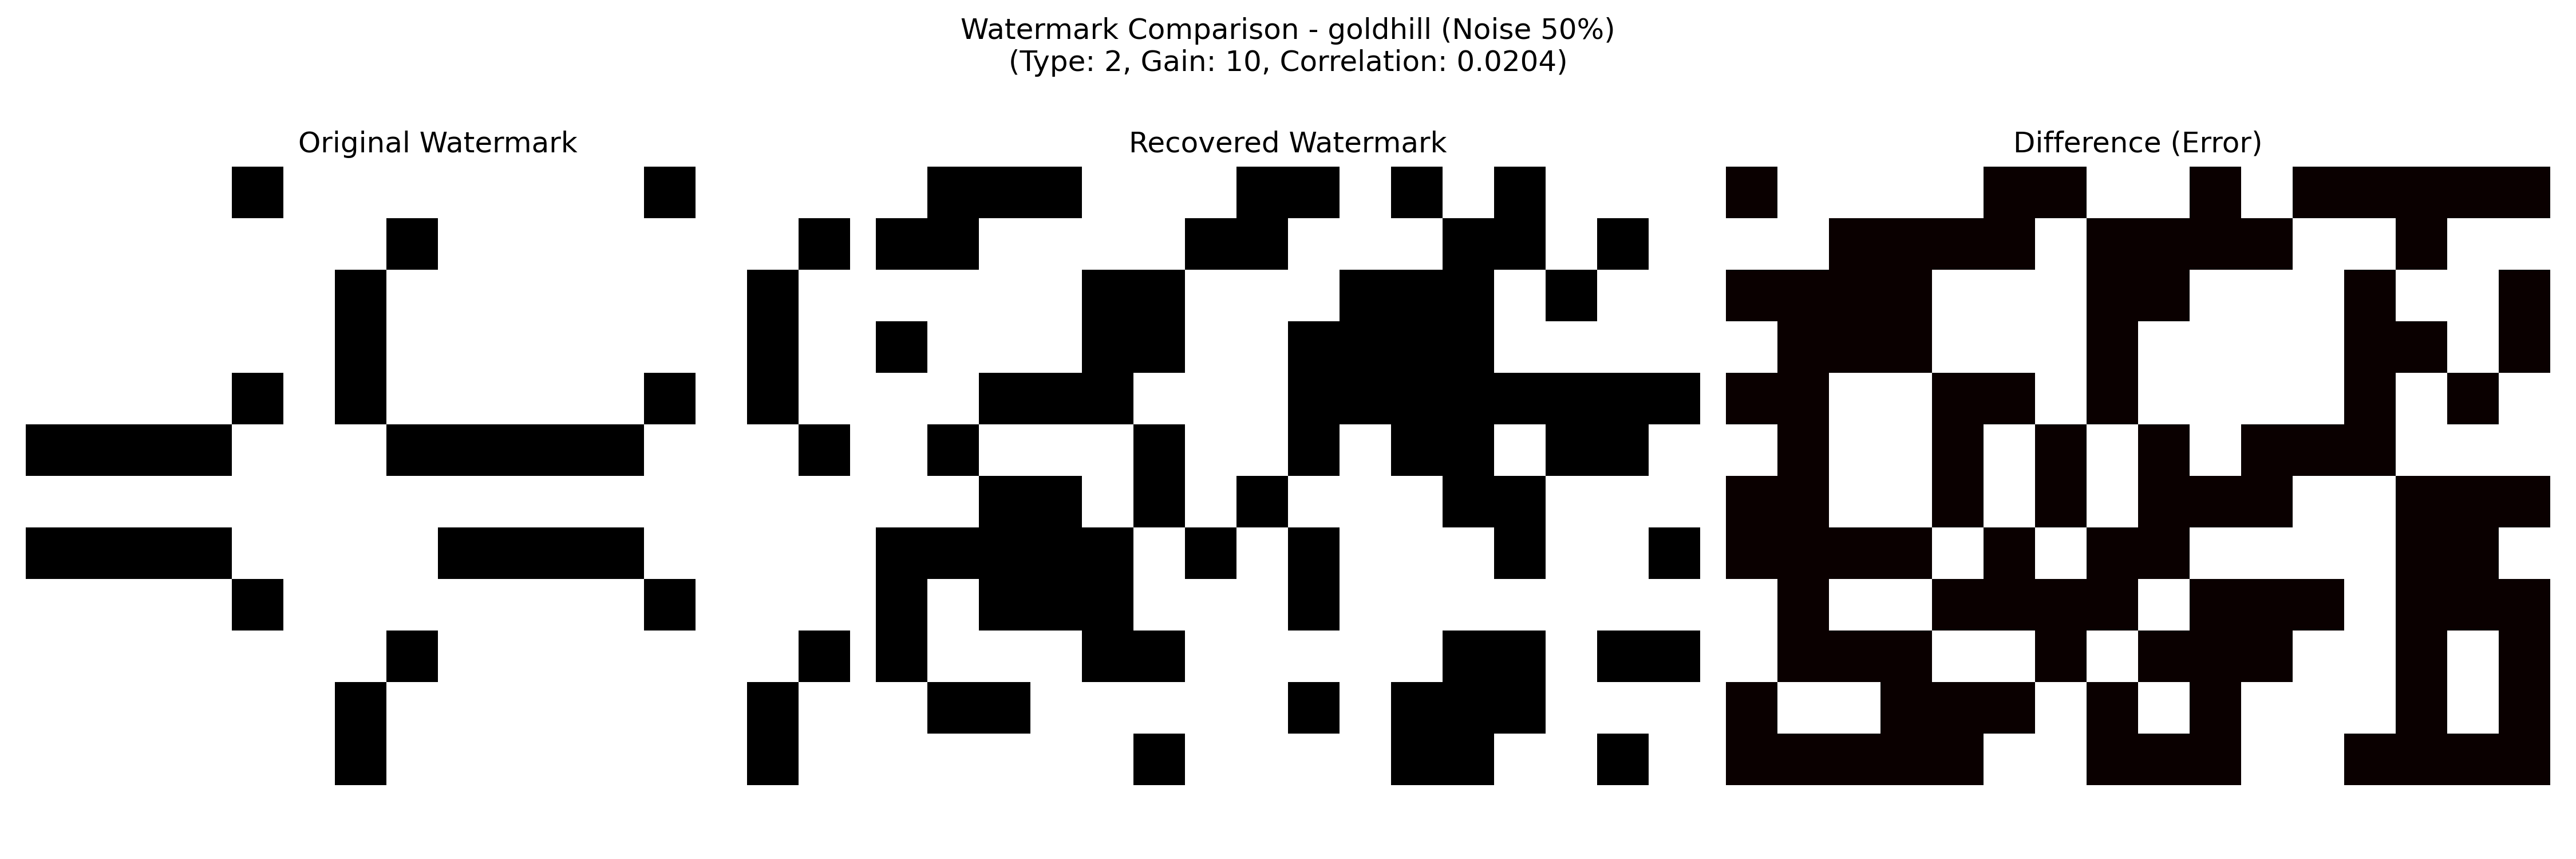 Watermark Comparison - goldhill (Noise 50%)
(Type: 2, Gain: 10, Correlation: 0.0204)
Original Watermark
Recovered Watermark
Difference (Error)